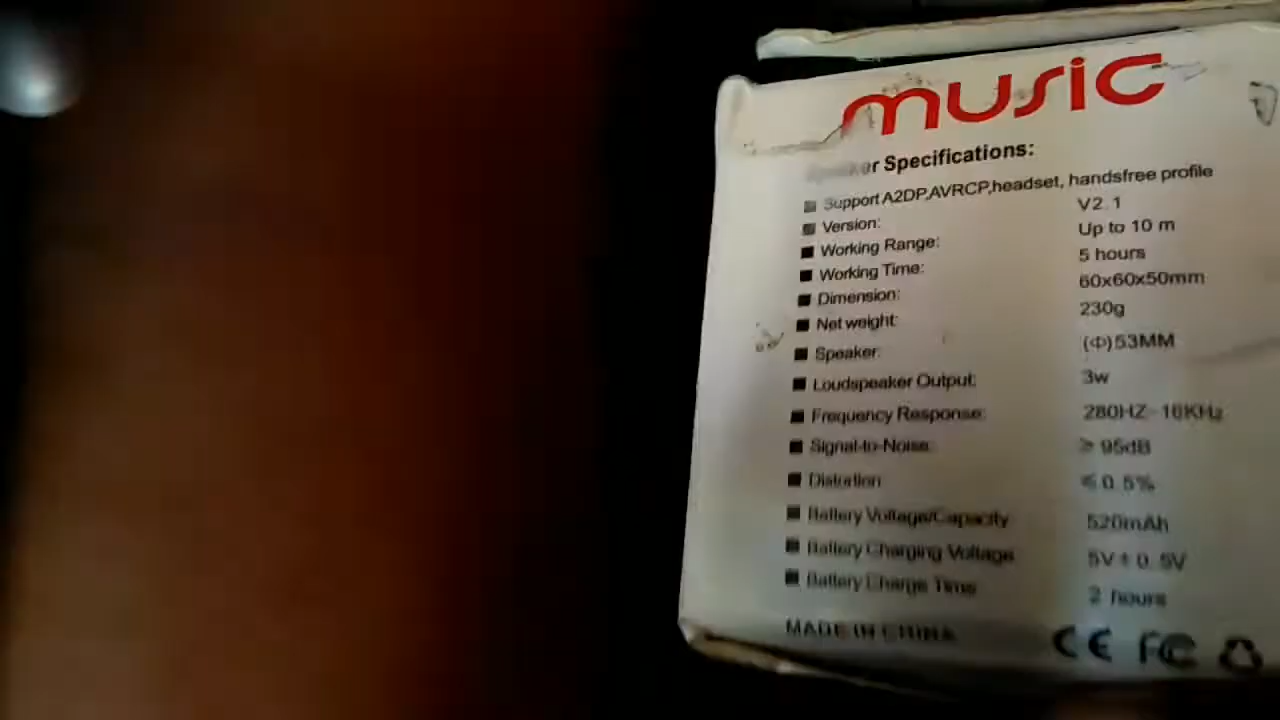 music
Speaker Specifications:
Support A2DP,AVRCP,headset, handsfree profile
Version: V2.1
Working Range: Up to 10 m
Working Time: 5 hours
Dimension: 60x60x50mm
Net weight: 230g
Speaker: (Φ)53MM
Loudspeaker Output: 3w
Frequency Response: 280HZ-16KHz
Signal-to-Noise: ≥ 95dB
Distortion ≤0.5%
Battery Voltage/Capacity 520mAh
Battery Charging Voltage 5V±0.5V
Battery Charge Time 2 hours
MADE IN CHINA CE FC